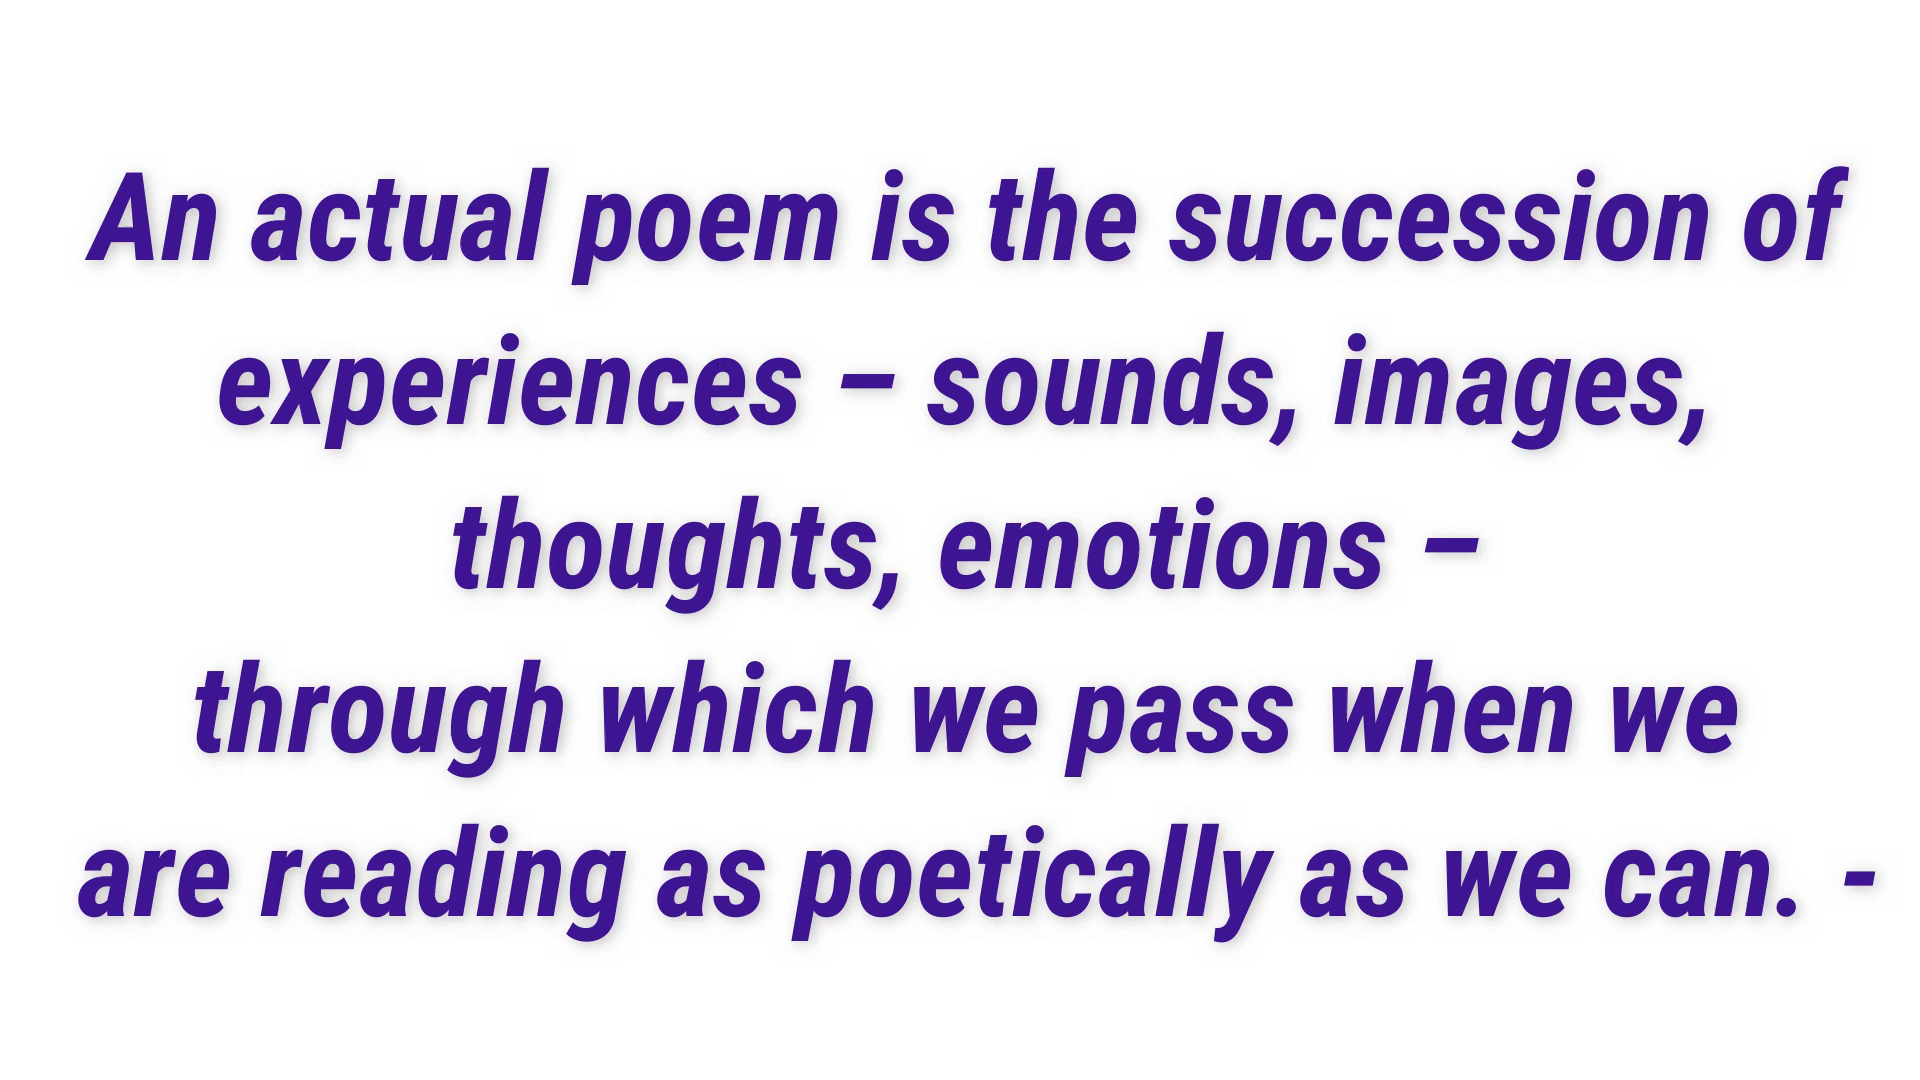 An actual poem is the succession of
experiences – sounds, images,
thoughts, emotions –
through which we pass when we
are reading as poetically as we can. -